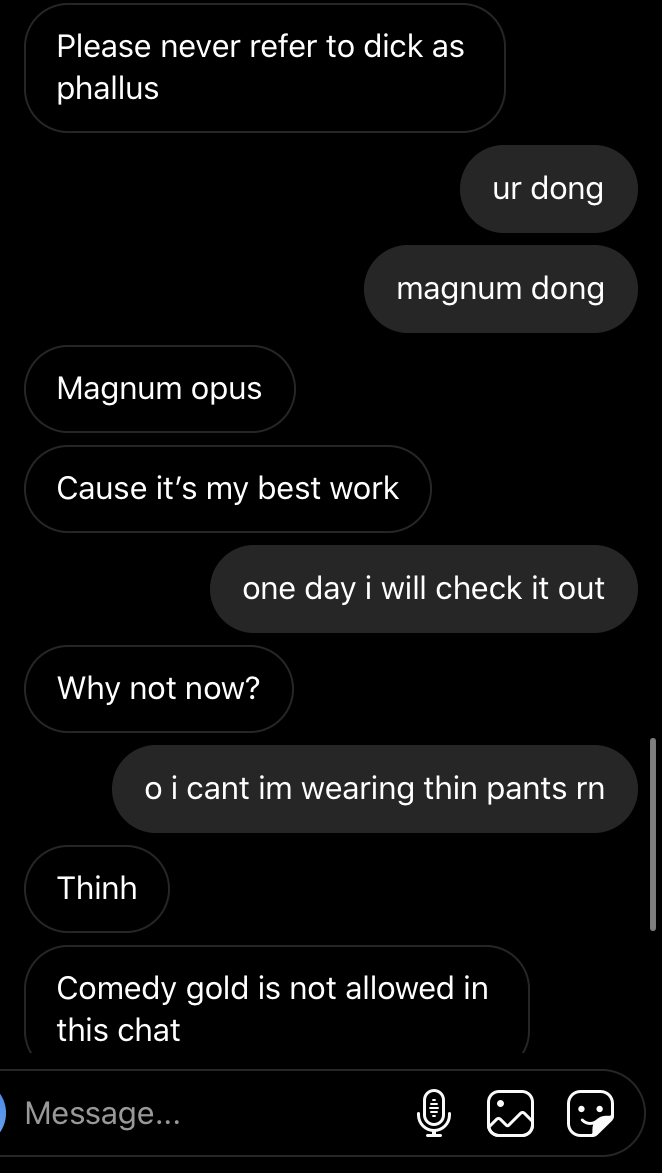 Please never refer to dick as
phallus
ur dong
magnum dong
Magnum opus
Cause it’s my best work
one day i will check it out
Why not now?
o i cant im wearing thin pants rn
Thinh
Comedy gold is not allowed in
this chat
Message...